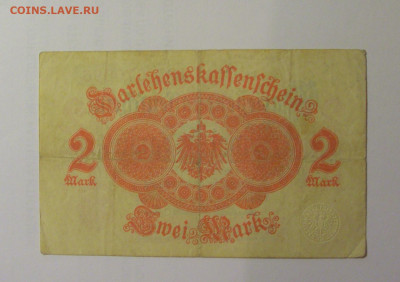 COINS.LAVE.RU
Darlehenskassenschein
2 2
Mark Mark
Zwei Mark